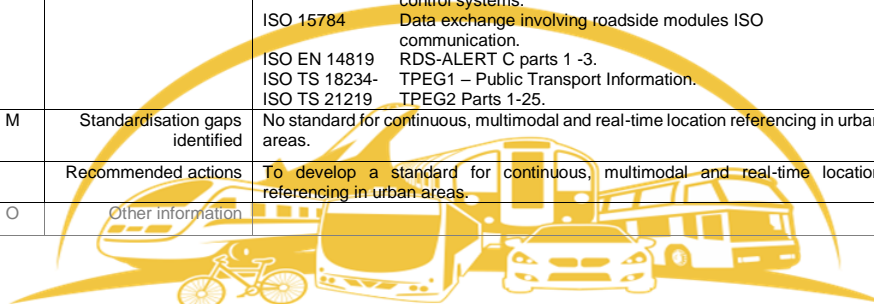 control systems.
ISO 15784 Data exchange involving roadside modules ISO
communication.
ISO EN 14819 RDS-ALERT C parts 1 -3.
ISO TS 18234- TPEG1 – Public Transport Information.
ISO TS 21219 TPEG2 Parts 1-25.
M Standardisation gaps No standard for continuous, multimodal and real-time location referencing in urban
identified areas.
Recommended actions To develop a standard for continuous, multimodal and real-time location
referencing in urban areas.
O Other information